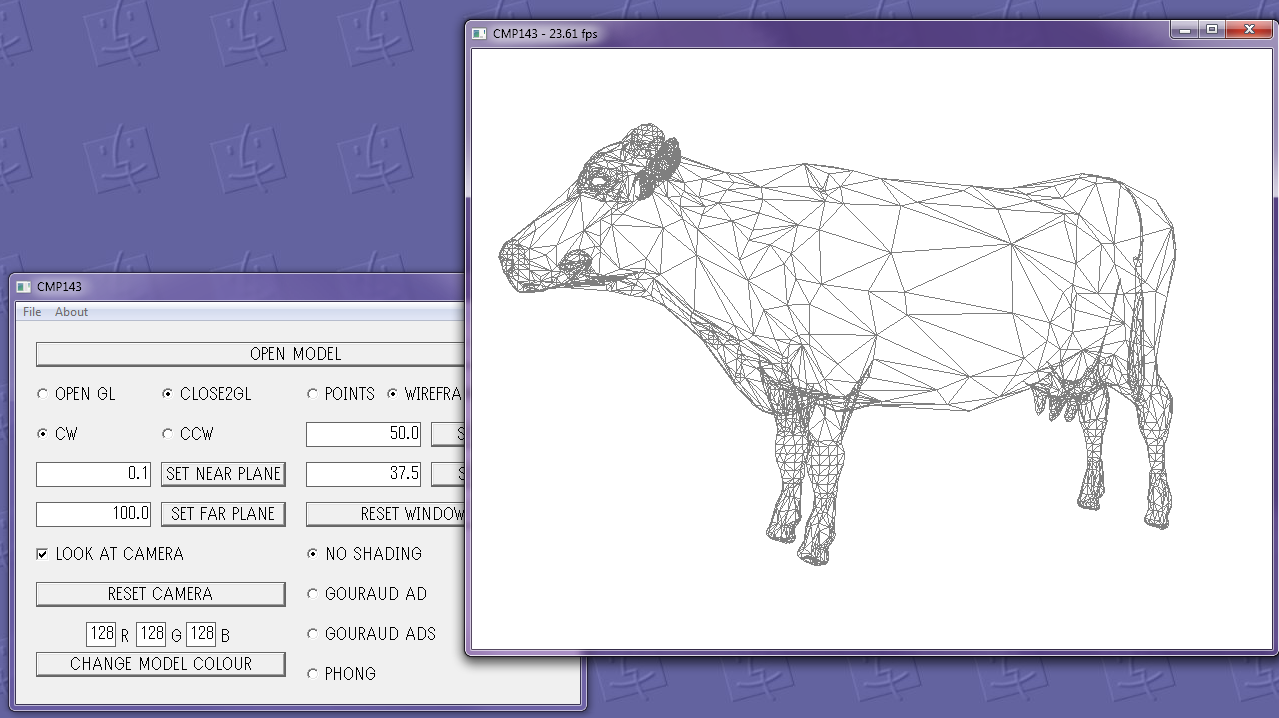 CMP143 - 23.61 fps
CMP143
File About
OPEN MODEL
OPEN GL CLOSE2GL POINTS WIREFRA
CW CCW 50.0 S
0.1 SET NEAR PLANE 37.5 S
100.0 SET FAR PLANE RESET WINDOW
LOOK AT CAMERA NO SHADING
RESET CAMERA GOURAUD AD
128 R 128 G 128 B GOURAUD ADS
CHANGE MODEL COLOUR PHONG